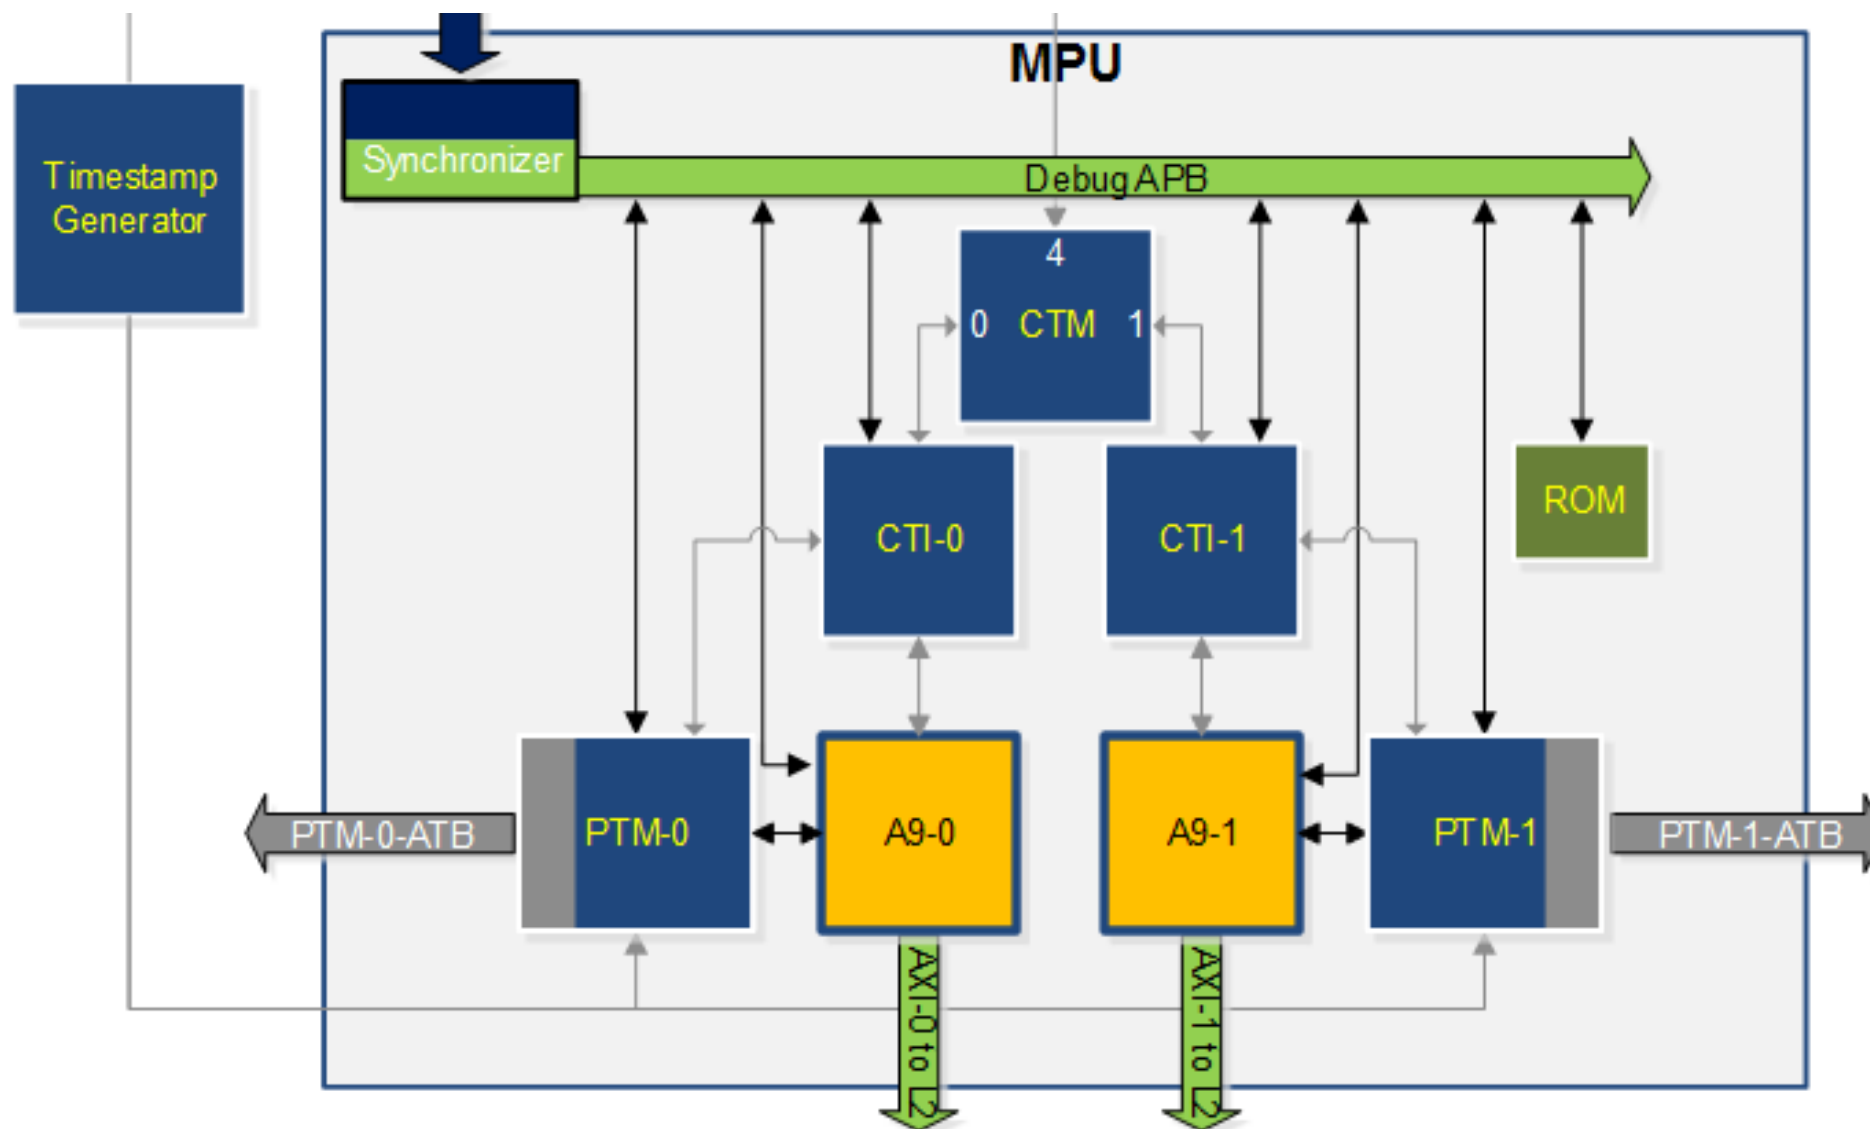 MPU
Timestamp
Generator
Synchronizer
Debug APB
4
0 CTM 1
CTI-0
CTI-1
ROM
PTM-0-ATB
PTM-0
A9-0
A9-1
PTM-1
PTM-1-ATB
AXI-0 to L2
AXI-1 to L2